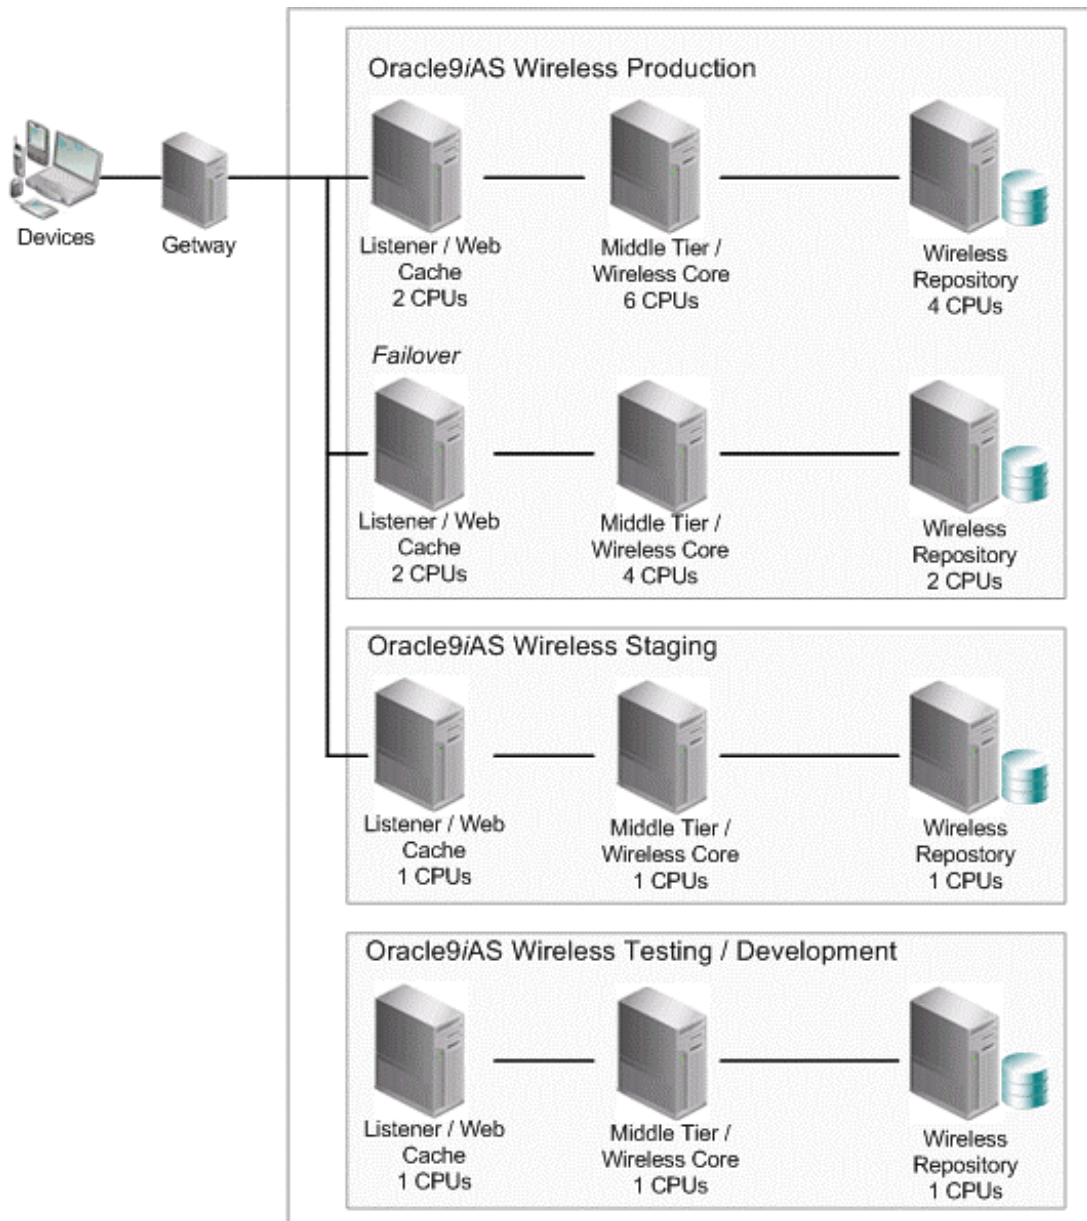 Oracle9iAS Wireless Production
Devices
Getway
Listener / Web
Cache
2 CPUs
Middle Tier /
Wireless Core
6 CPUs
Wireless
Repository
4 CPUs
Failover
Listener / Web
Cache
2 CPUs
Middle Tier /
Wireless Core
4 CPUs
Wireless
Repository
2 CPUs
Oracle9iAS Wireless Staging
Listener / Web
Cache
1 CPUs
Middle Tier /
Wireless Core
1 CPUs
Wireless
Repostory
1 CPUs
Oracle9iAS Wireless Testing / Development
Listener / Web
Cache
1 CPUs
Middle Tier /
Wireless Core
1 CPUs
Wireless
Repository
1 CPUs